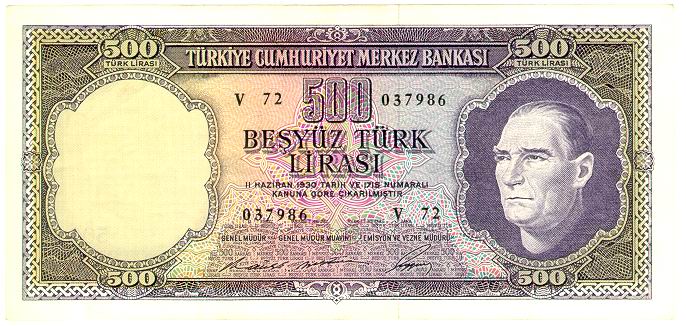 500 TÜRKİYE CUMHURİYET MERKEZ BANKASI 500
TÜRK LİRASI TÜRK LİRASI
V 72 500 037986
BEŞYÜZ TÜRK
LİRASI
11 HAZİRAN 1930 TARİH VE 1715 NUMARALI
KANUNA GÖRE ÇIKARILMIŞTIR
037986 V 72
GENEL MÜDÜR GENEL MÜDÜR MUAVİNİ EMİSYON VE VEZNE MÜDÜRÜ
500 500